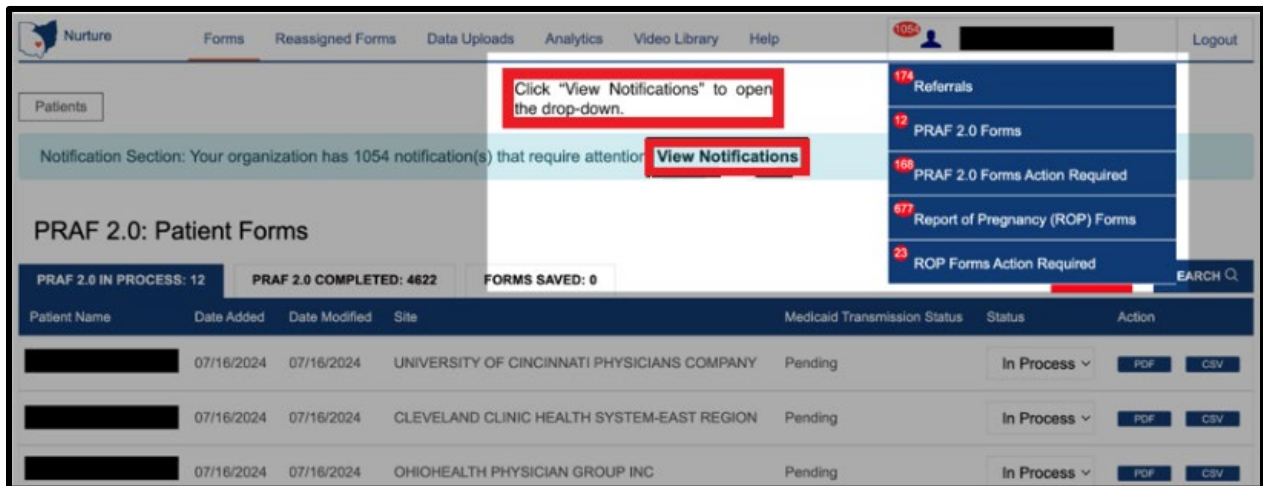 Nurture Forms Reassigned Forms Data Uploads Analytics Video Library Help 1054 Logout
174 Referrals
Click "View Notifications" to open
the drop-down.
Patients
12 PRAF 2.0 Forms
Notification Section: Your organization has 1054 notification(s) that require attention View Notifications
168 PRAF 2.0 Forms Action Required
677 Report of Pregnancy (ROP) Forms
PRAF 2.0: Patient Forms
23 ROP Forms Action Required
PRAF 2.0 IN PROCESS: 12 PRAF 2.0 COMPLETED: 4622 FORMS SAVED: 0 EARCH
Patient Name Date Added Date Modified Site Medicaid Transmission Status Status Action
07/16/2024 07/16/2024 UNIVERSITY OF CINCINNATI PHYSICIANS COMPANY Pending In Process PDF CSV
07/16/2024 07/16/2024 CLEVELAND CLINIC HEALTH SYSTEM-EAST REGION Pending In Process PDF CSV
07/16/2024 07/16/2024 OHIOHEALTH PHYSICIAN GROUP INC Pending In Process PDF CSV